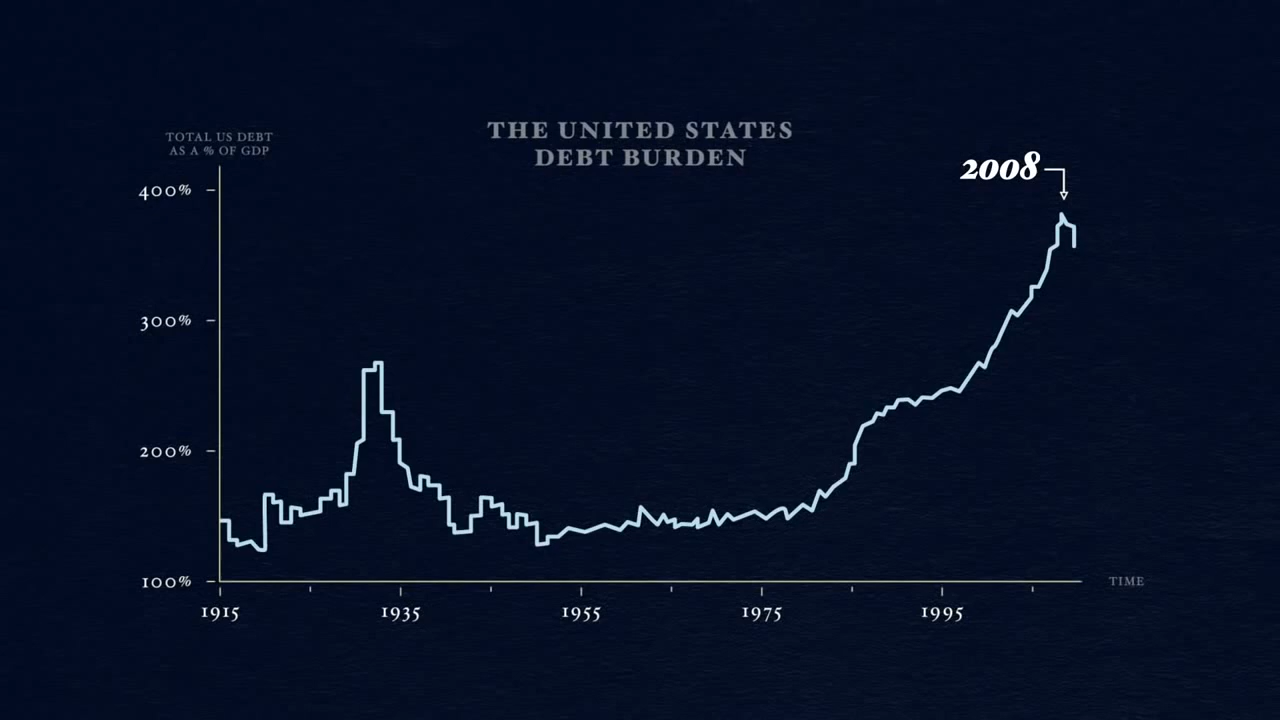 THE UNITED STATES
DEBT BURDEN
TOTAL US DEBT
AS A % OF GDP
2008
400%
300%
200%
100%
TIME
1915 1935 1955 1975 1995